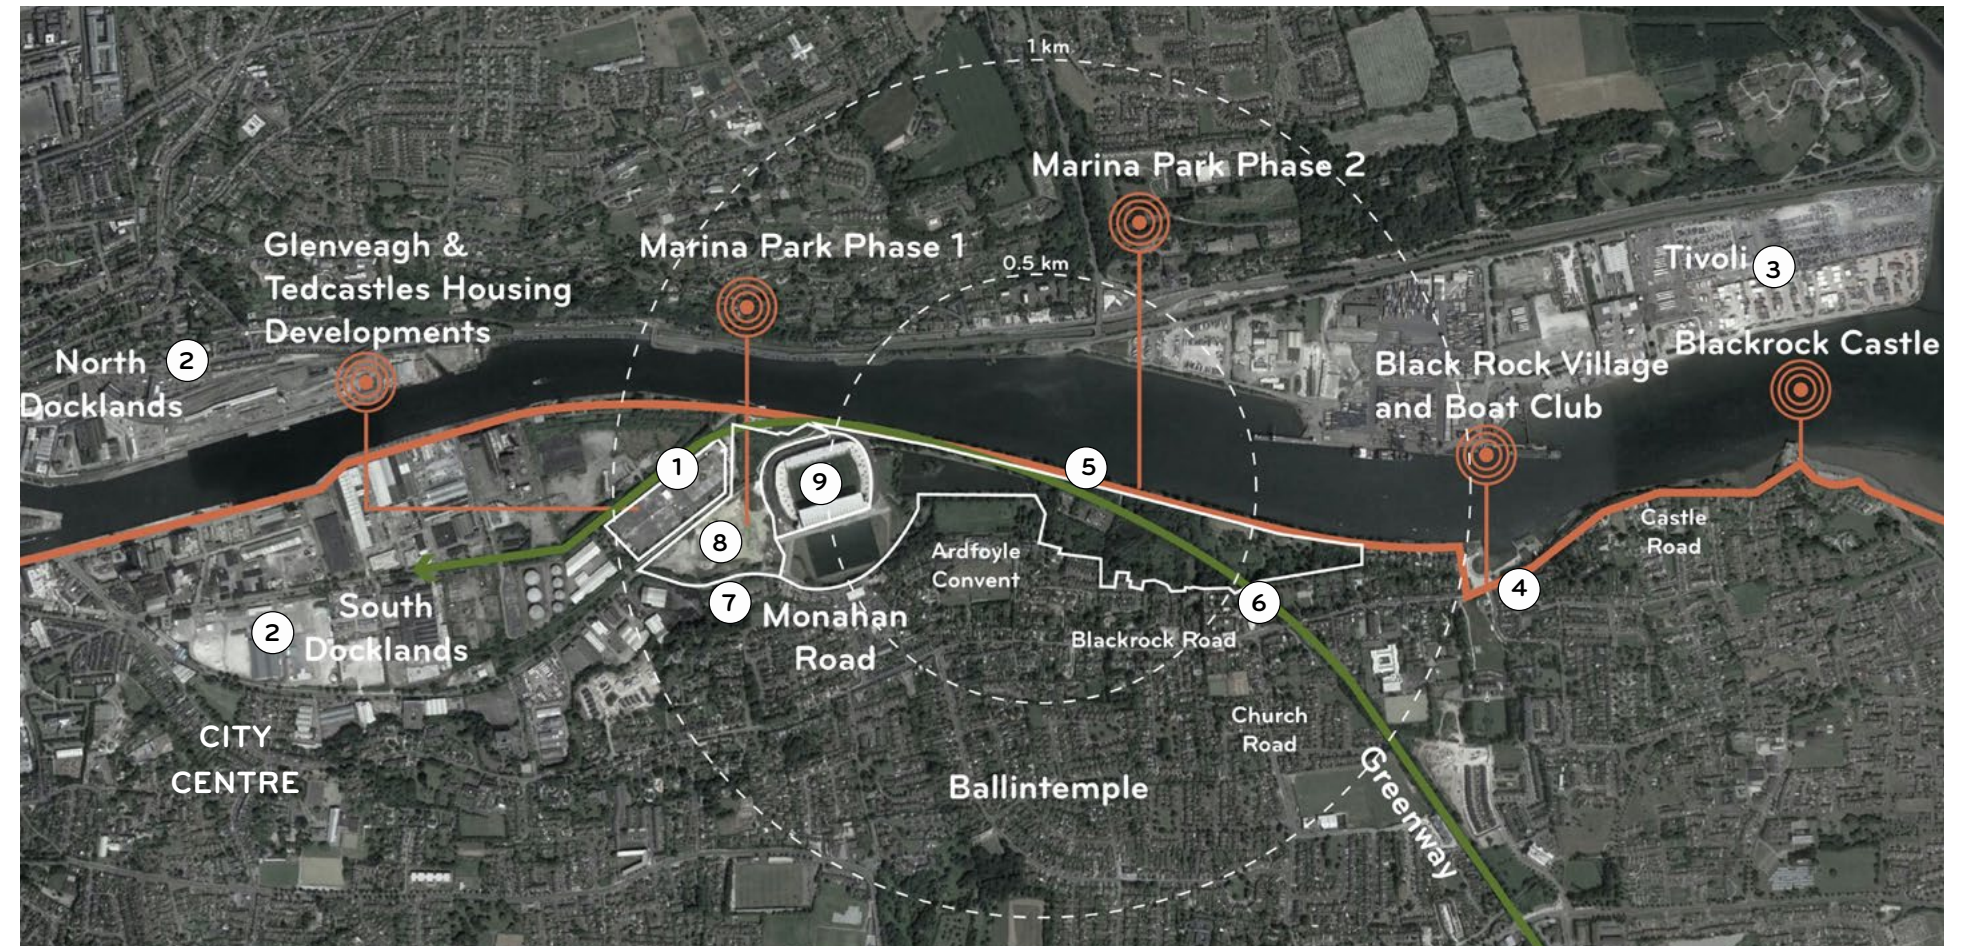 1 km
Marina Park Phase 2
Glenveagh &
Tedcastles Housing
Developments
Marina Park Phase 1
0.5 km
Tivoli
3
North
Docklands
2
Black Rock Village
and Boat Club
Blackrock Castle
1
9
5
8
Castle
Road
Ardfoyle
Convent
4
7
6
South
Docklands
2
Monahan
Road
Blackrock Road
CITY
CENTRE
Church
Road
Ballintemple
Greenway